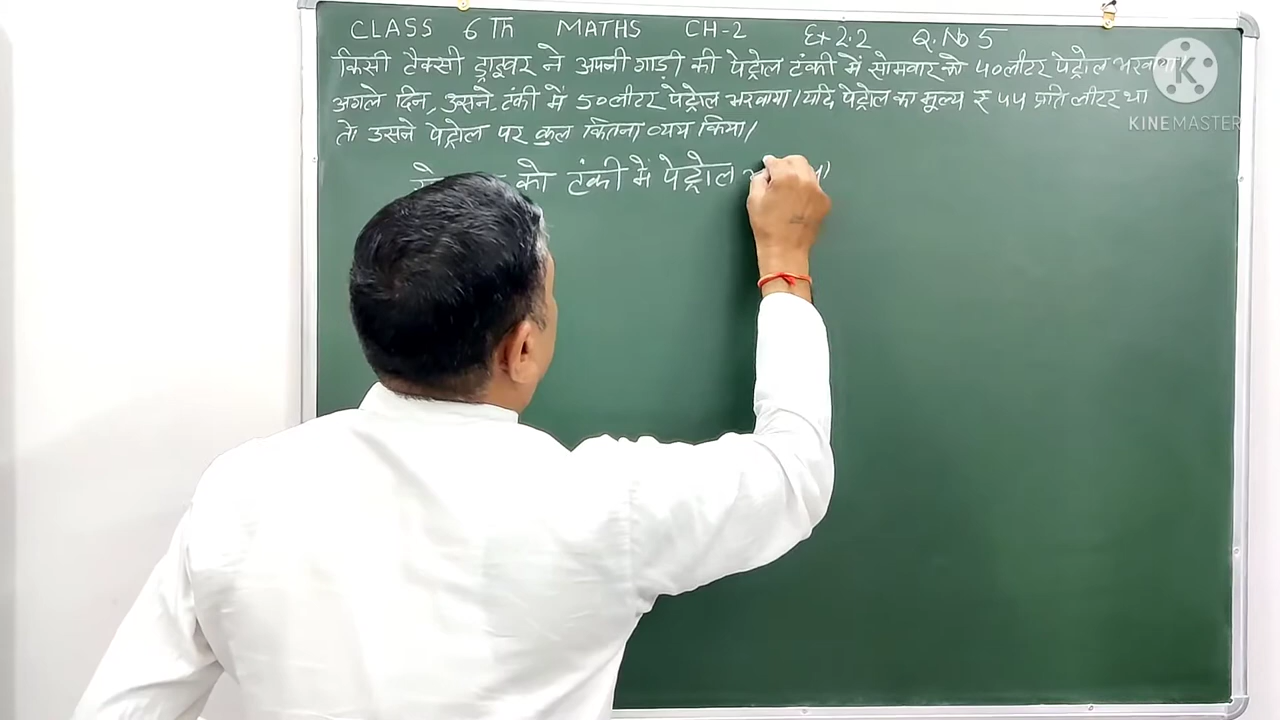 CLASS 6 Th MATHS CH-2 Ex 2.2 Q.No 5
किसी टैक्सी ड्राइवर ने अपनी गाड़ी की पेट्रोल टंकी में सोमवार को 40 लीटर पेट्रोल भरवाया।
अगले दिन, उसने टंकी में 50 लीटर पेट्रोल भरवाया। यदि पेट्रोल का मूल्य ₹ 44 प्रति लीटर था
तो उसने पेट्रोल पर कुल कितना व्यय किया।
को टंकी में पेट्रोल
KINEMASTER